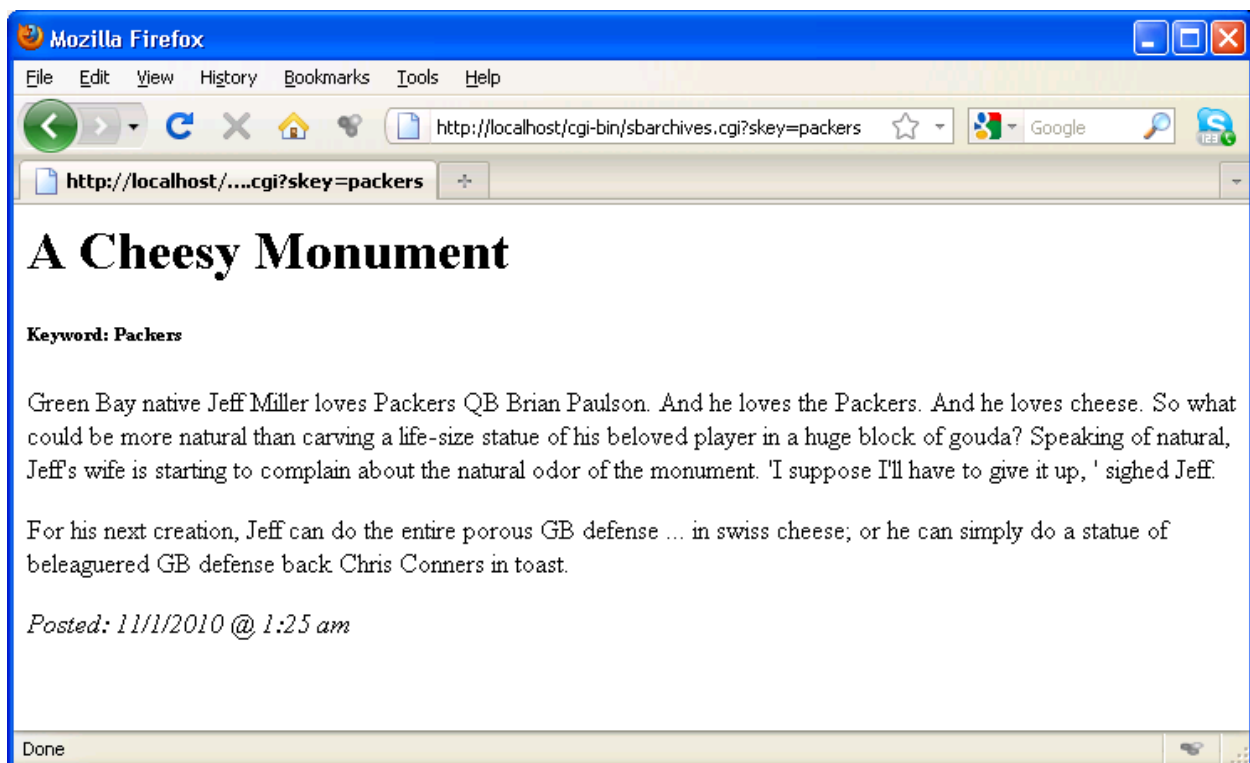 Mozilla Firefox
File Edit View History Bookmarks Tools Help
http://localhost/cgi-bin/sbarchives.cgi?skey=packers Google
http://localhost/....cgi?skey=packers
A Cheesy Monument
Keyword: Packers
Green Bay native Jeff Miller loves Packers QB Brian Paulson. And he loves the Packers. And he loves cheese. So what
could be more natural than carving a life-size statue of his beloved player in a huge block of gouda? Speaking of natural,
Jeff's wife is starting to complain about the natural odor of the monument. 'I suppose I'll have to give it up, ' sighed Jeff.
For his next creation, Jeff can do the entire porous GB defense ... in swiss cheese; or he can simply do a statue of
beleaguered GB defense back Chris Conners in toast.
Posted: 11/1/2010 @ 1:25 am
Done